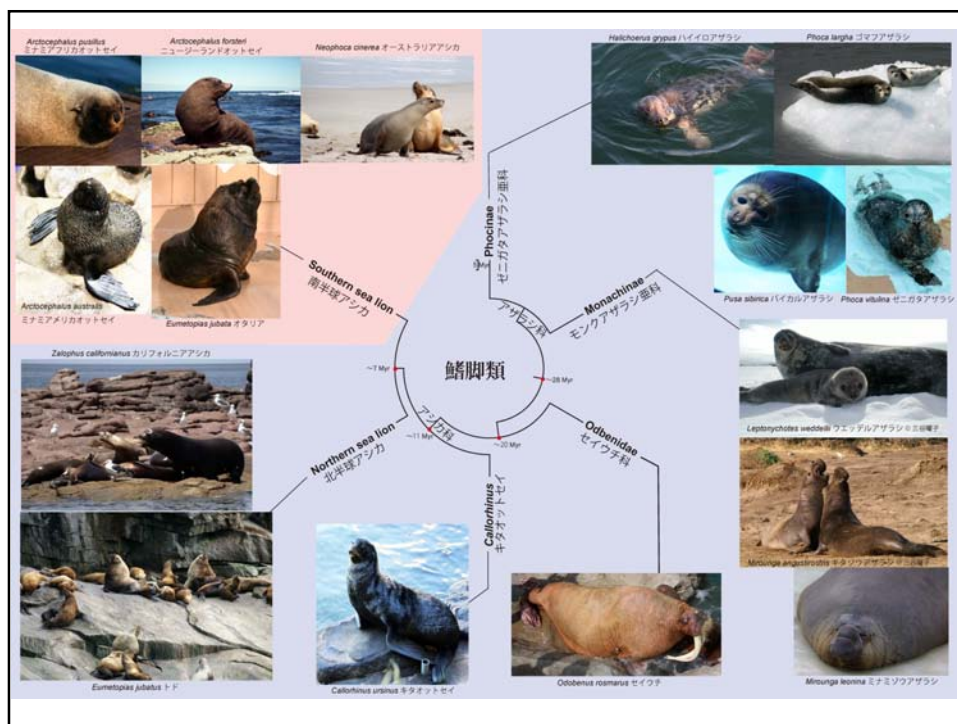 Arctocephalus pusillus
ミナミアフリカオットセイ
Arctocephalus forsteri
ニュージーランドオットセイ
Neophoca cinerea オーストラリアアシカ
Halichoerus grypus ハイイロアザラシ
Phoca largha ゴマフアザラシ
Arctocephalus australis
ミナミアメリカオットセイ
Eumetopias jubata オタリア
Pusa sibirica バイカルアザラシ
Phoca vitulina ゼニガタアザラシ
Southern sea lion
南半球アシカ
Phocinae
ゼニガタアザラシ亜科
Monachinae
モンクアザラシ亜科
アザラシ科
鰭脚類
~7 Myr
~28 Myr
アシカ科
~11 Myr
~20 Myr
Zalophus californianus カリフォルニアアシカ
Northern sea lion
北半球アシカ
Callorhinus
キタオットセイ
Odbenidae
セイウチ科
Leptonychotes weddellii ウエッデルアザラシ ©三谷曜子
Mirounga angustirostris キタゾウアザラシ ©三谷曜子
Eumetopias jubatus トド
Callorhinus ursinus キタオットセイ
Odobenus rosmarus セイウチ
Mirounga leonina ミナミゾウアザラシ